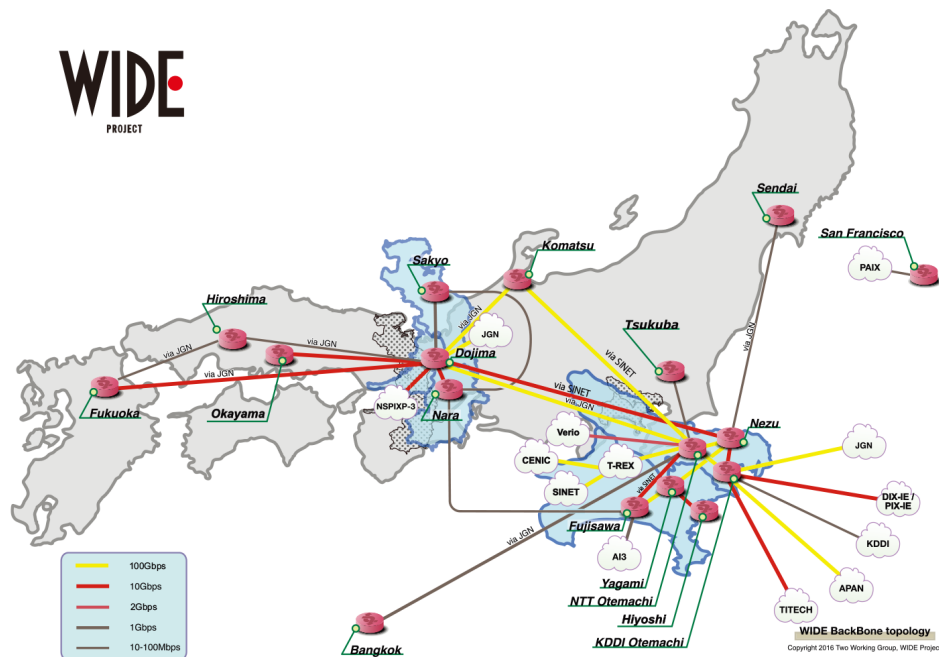 WIDE
PROJECT
Sendai
San Francisco
PAIX
Komatsu
Sakyo
via JGN
JGN
Hiroshima
via JGN
via JGN
Tsukuba
via JGN
via SINET
Dojima
via JGN
via SINET
via JGN
Fukuoka
Okayama
NSPIXP-3
Nara
Nezu
Verio
JGN
CENIC
T-REX
SINET
via SINET
DIX-IE /
PIX-IE
Fujisawa
KDDI
via JGN
AI3
Yagami
APAN
NTT Otemachi
TITECH
Hiyoshi
KDDI Otemachi
Bangkok
100Gbps
10Gbps
2Gbps
1Gbps
10-100Mbps
WIDE BackBone topology
Copyright 2016 Two Working Group, WIDE Projec